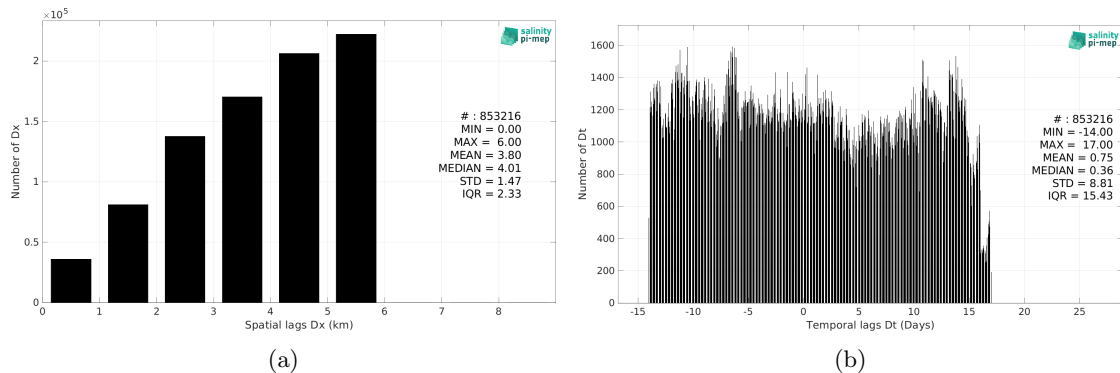 ×10⁵
2
1.5
1
0.5
0
Number of Dx
0 1 2 3 4 5 6 7 8
Spatial lags Dx (km)
salinity
pi-mep
# : 853216
MIN = 0.00
MAX = 6.00
MEAN = 3.80
MEDIAN = 4.01
STD = 1.47
IQR = 2.33
(a)
1600
1400
1200
1000
800
600
400
200
0
Number of Dt
-15 -10 -5 0 5 10 15 20 25
Temporal lags Dt (Days)
salinity
pi-mep
# : 853216
MIN = -14.00
MAX = 17.00
MEAN = 0.75
MEDIAN = 0.36
STD = 8.81
IQR = 15.43
(b)